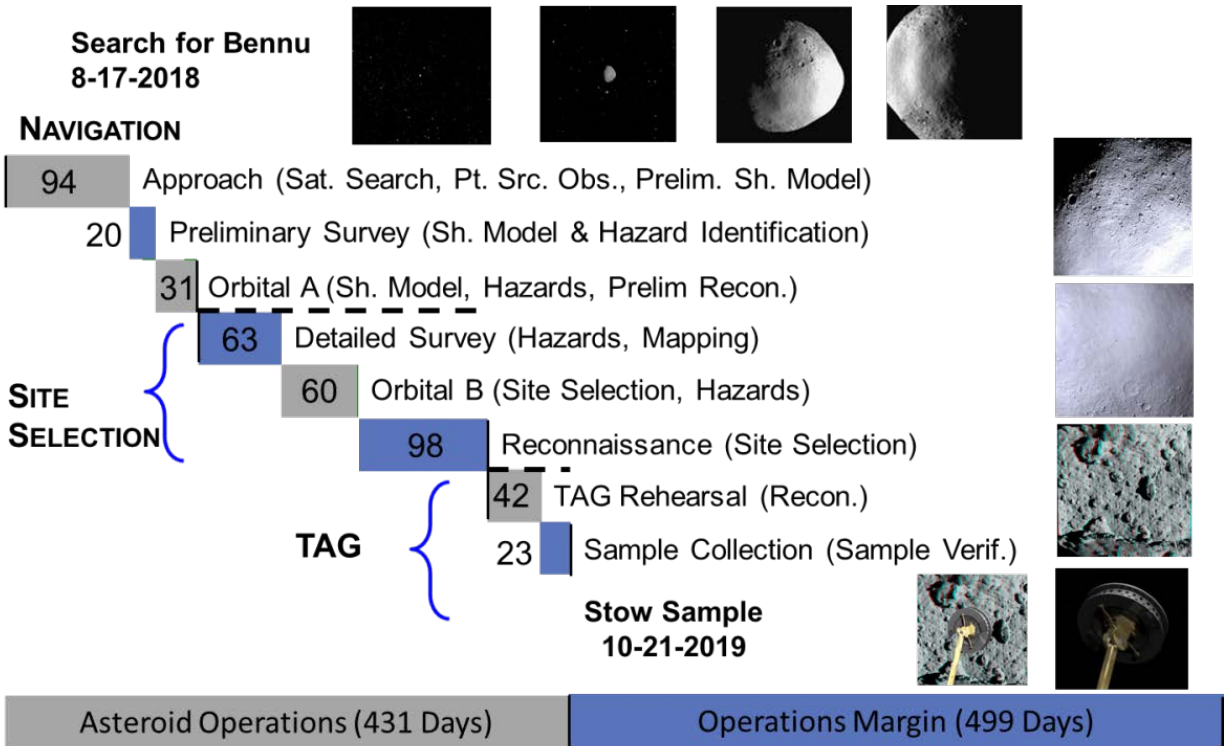 Search for Bennu
8-17-2018
NAVIGATION
94 Approach (Sat. Search, Pt. Src. Obs., Prelim. Sh. Model)
20 Preliminary Survey (Sh. Model & Hazard Identification)
31 Orbital A (Sh. Model, Hazards, Prelim Recon.)
63 Detailed Survey (Hazards, Mapping)
60 Orbital B (Site Selection, Hazards)
SITE
SELECTION
98 Reconnaissance (Site Selection)
42 TAG Rehearsal (Recon.)
TAG
23 Sample Collection (Sample Verif.)
Stow Sample
10-21-2019
Asteroid Operations (431 Days) Operations Margin (499 Days)